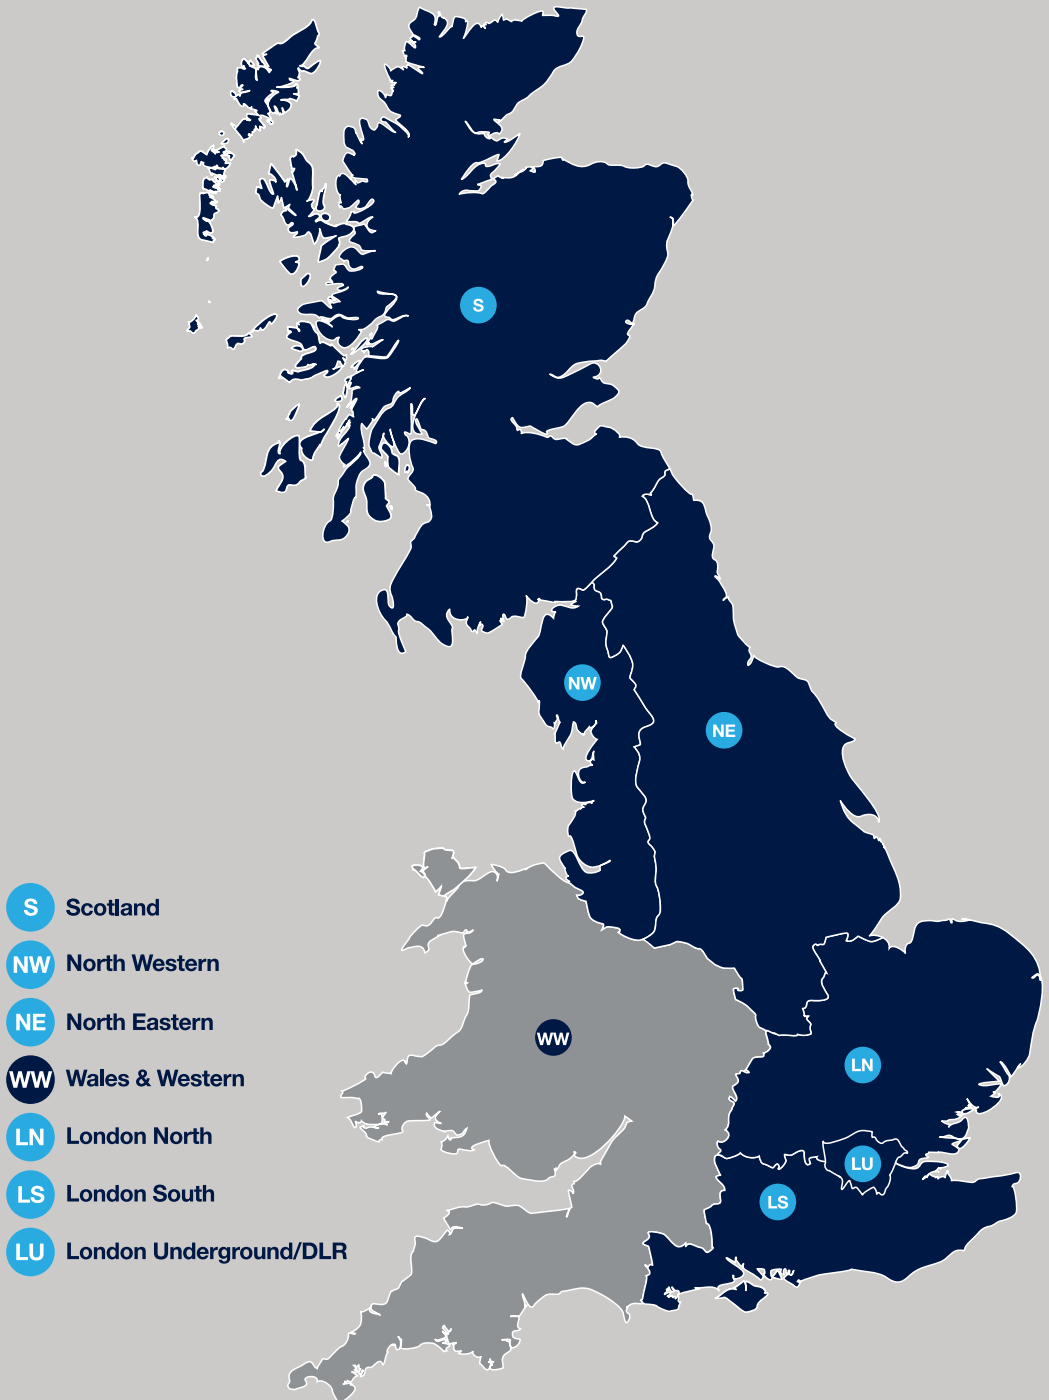 S
NW
NE
WW
LN
LU
LS
S Scotland
NW North Western
NE North Eastern
WW Wales & Western
LN London North
LS London South
LU London Underground/DLR